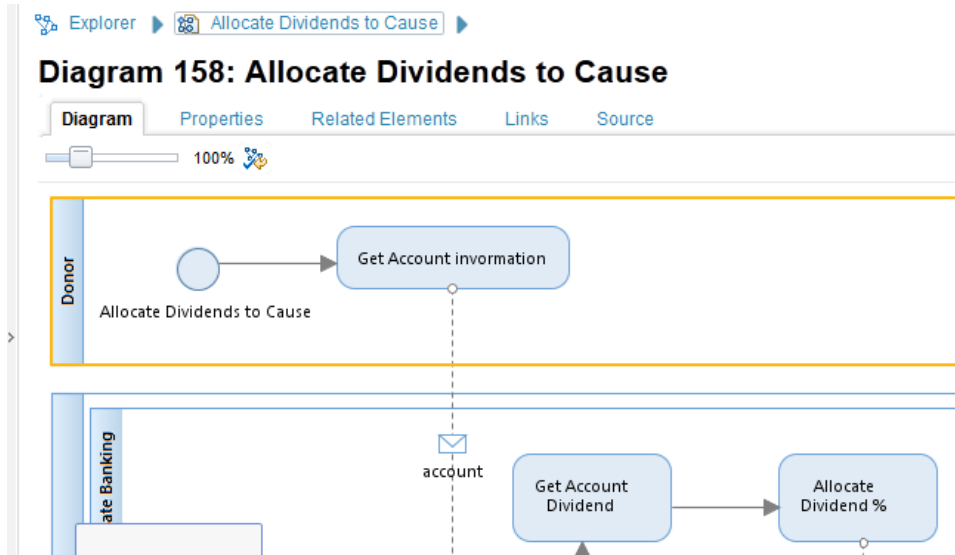 Explorer Allocate Dividends to Cause
Diagram 158: Allocate Dividends to Cause
Diagram Properties Related Elements Links Source
100%
Donor
Get Account invormation
Allocate Dividends to Cause
Banking
account
Get Account
Dividend
Allocate
Dividend %